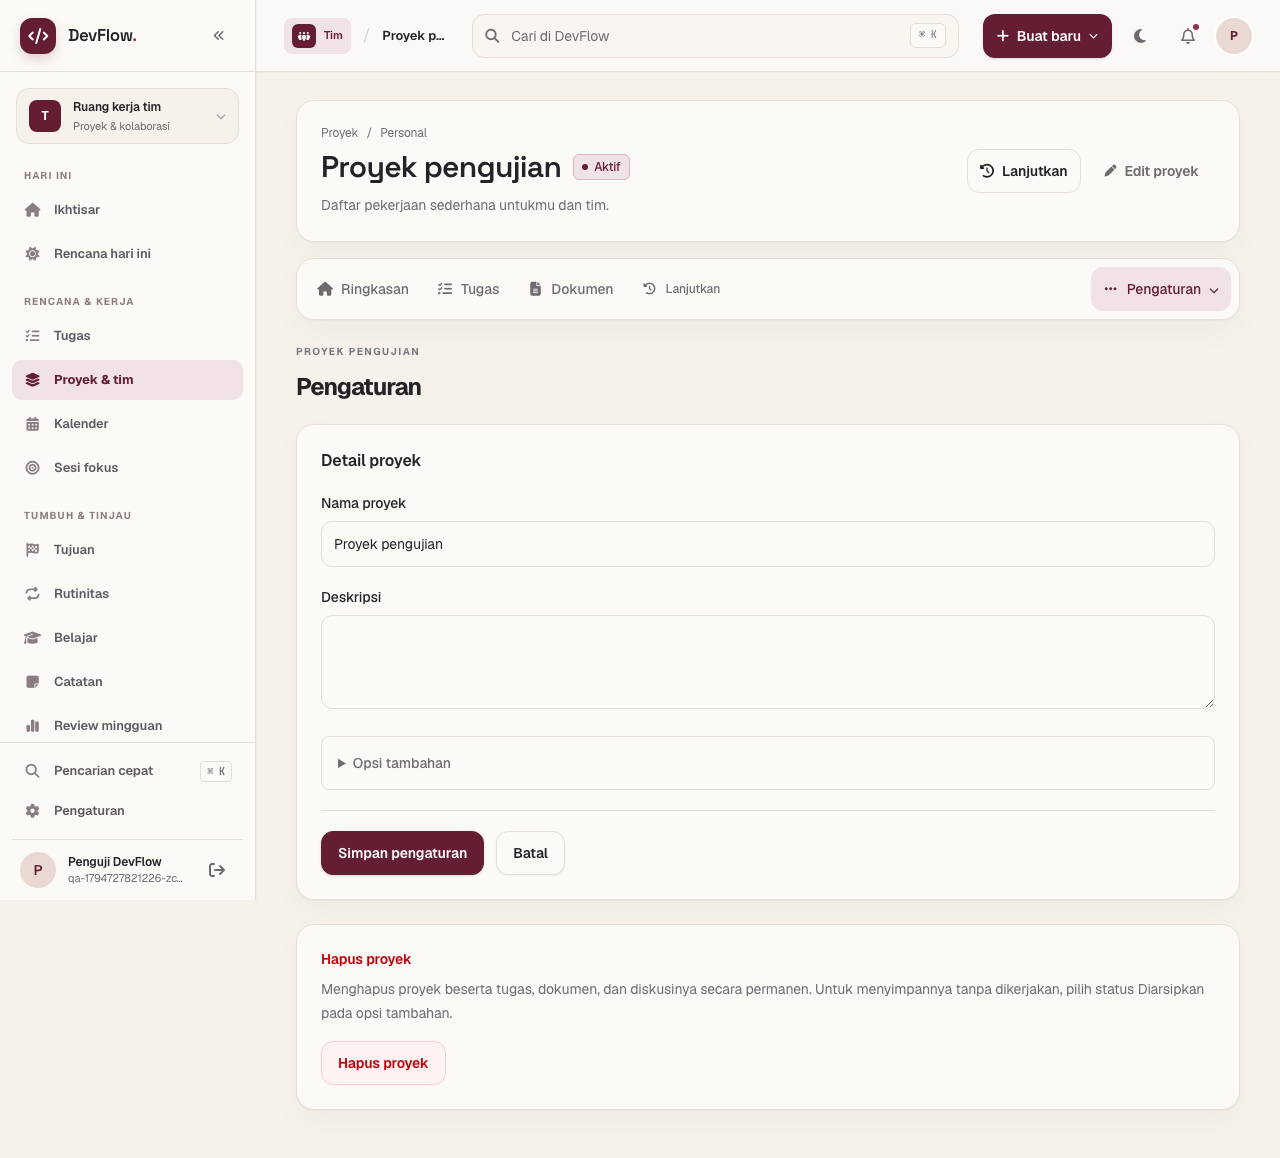 DevFlow.
Ruang kerja tim
T
Proyek & kolaborasi
HARI INI
Ikhtisar
Rencana hari ini
RENCANA & KERJA
Tugas
Proyek & tim
Kalender
Sesi fokus
TUMBUH & TINJAU
Tujuan
Rutinitas
Belajar
Catatan
Review mingguan
Pencarian cepat ⌘ K
Pengaturan
P
Penguji DevFlow
qa-1794727821226-zc...
Tim / Proyek p...
Cari di DevFlow ⌘ K
Buat baru
P
Proyek / Personal
Proyek pengujian Aktif
Daftar pekerjaan sederhana untukmu dan tim.
Lanjutkan Edit proyek
Ringkasan Tugas Dokumen Lanjutkan Pengaturan
PROYEK PENGUJIAN
Pengaturan
Detail proyek
Nama proyek
Proyek pengujian
Deskripsi
Opsi tambahan
Simpan pengaturan Batal
Hapus proyek
Menghapus proyek beserta tugas, dokumen, dan diskusinya secara permanen. Untuk menyimpannya tanpa dikerjakan, pilih status Diarsipkan
pada opsi tambahan.
Hapus proyek